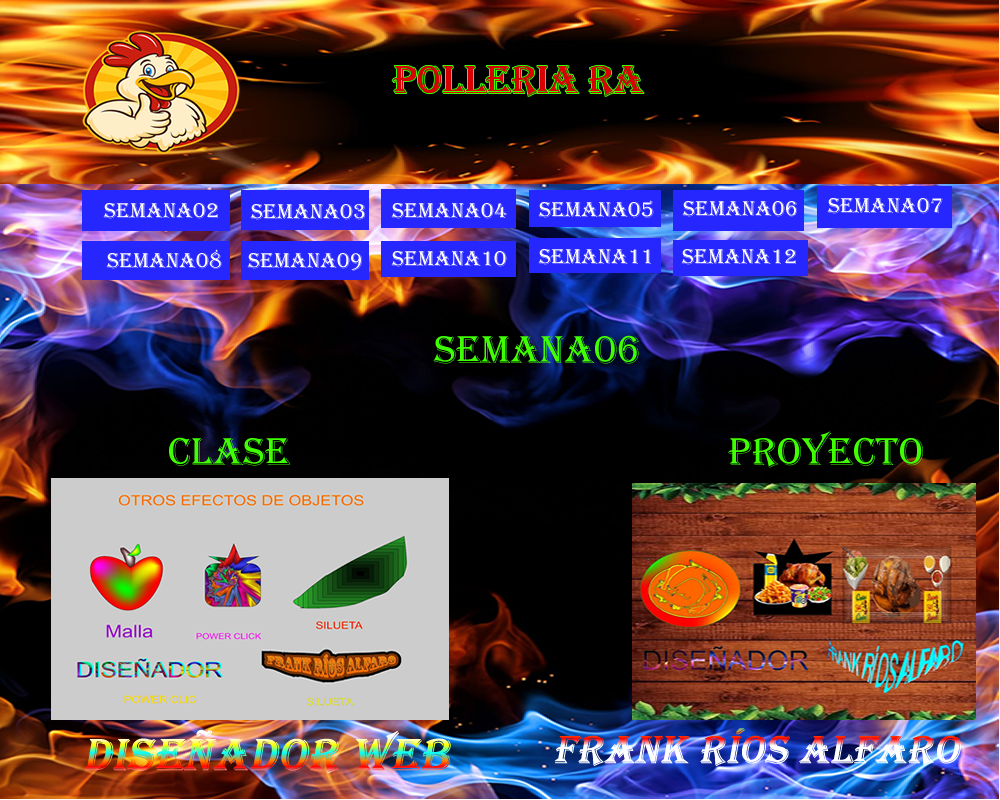 POLLERIA RA
SEMANA02 SEMANA03 SEMANA04 SEMANA05 SEMANA06 SEMANA07
SEMANA08 SEMANA09 SEMANA10 SEMANA11 SEMANA12
SEMANA06
CLASE
PROYECTO
OTROS EFECTOS DE OBJETOS
Malla
POWER CLICK
SILUETA
DISEÑADOR
FRANK RÍOS ALFARO
POWER CLIC
SILUETA
DISEÑADOR
FRANK RÍOS ALFARO
DISEÑADOR WEB
FRANK RÍOS ALFARO